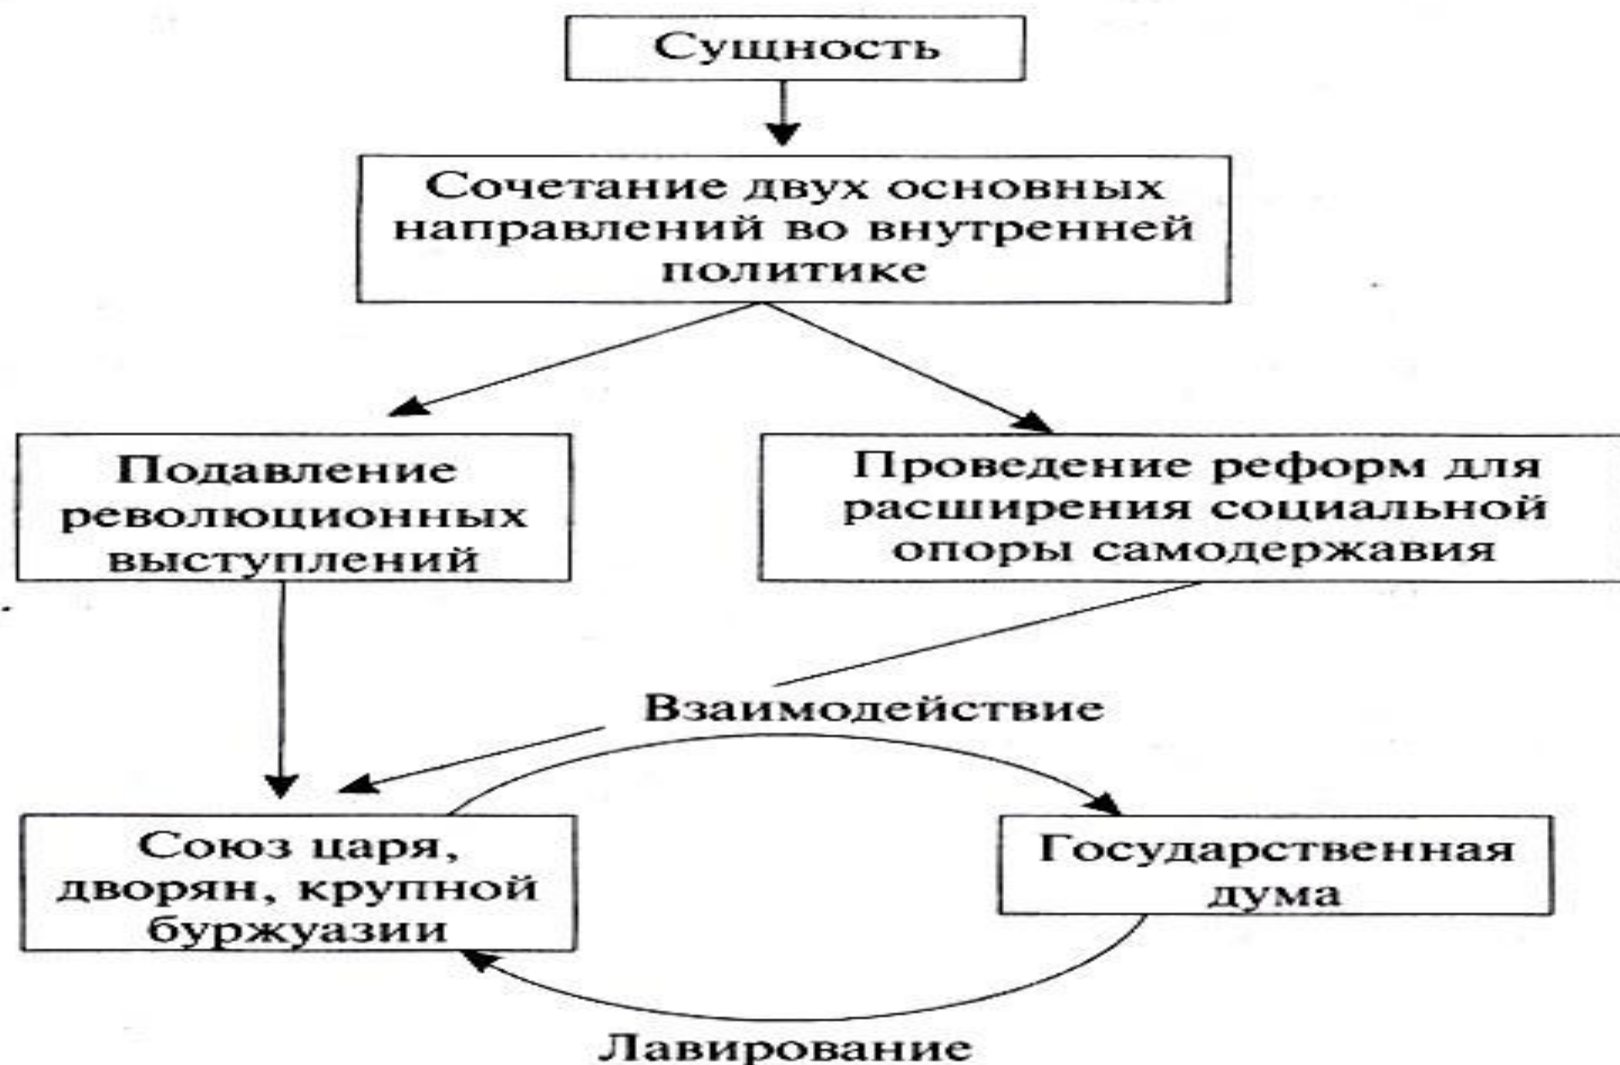 Сущность
Сочетание двух основных
направлений во внутренней
политике
Подавление
революционных
выступлений
Проведение реформ для
расширения социальной
опоры самодержавия
Взаимодействие
Союз царя,
дворян, крупной
буржуазии
Государственная
дума
Лавирование